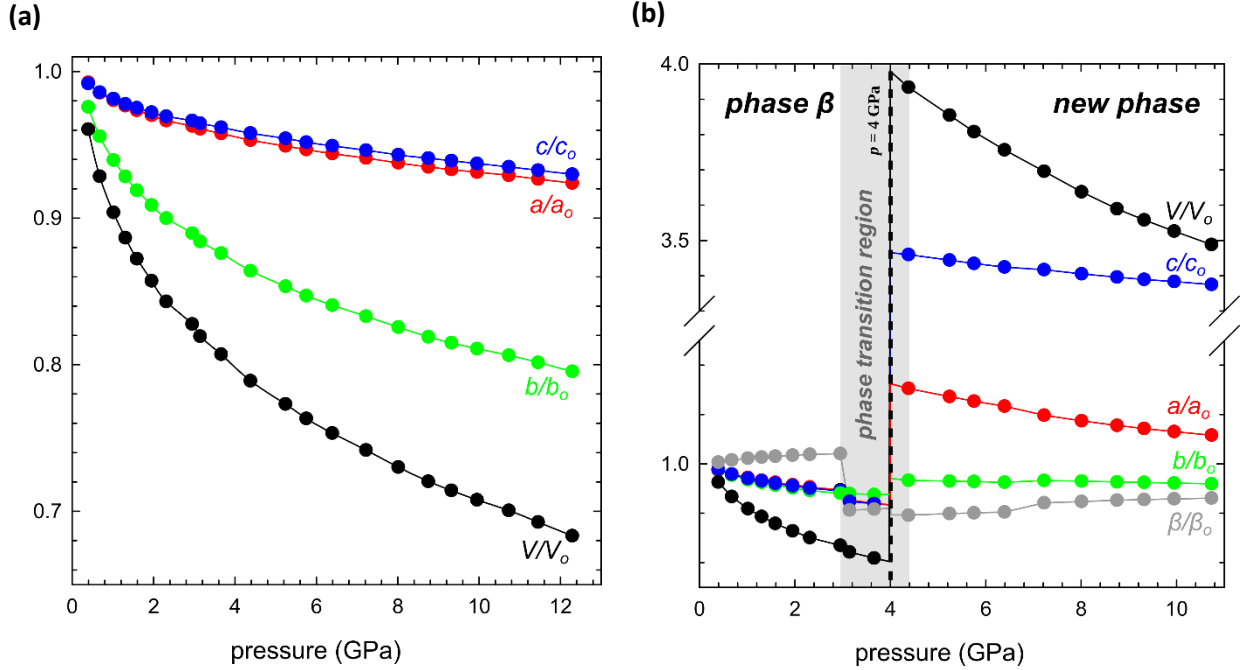 (a)
1.0
0.9
0.8
0.7
c/co
a/ao
b/bo
V/Vo
0 2 4 6 8 10 12
pressure (GPa)
(b)
4.0
3.5
1.0
phase β
new phase
phase transition region
p = 4 GPa
V/Vo
c/co
a/ao
b/bo
β/βo
0 2 4 6 8 10
pressure (GPa)